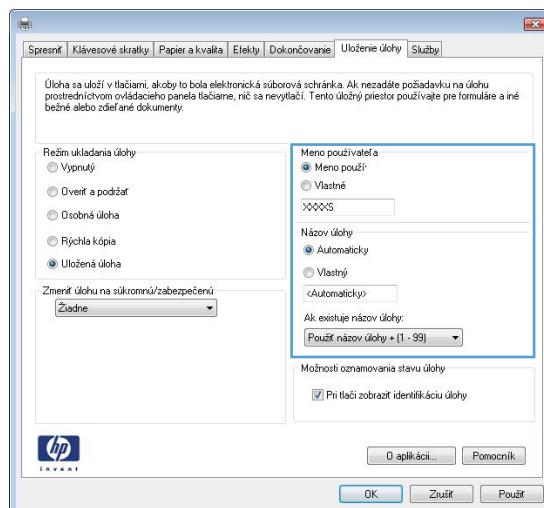 Spresniť
Klávesové skratky
Papier a kvalita
Efekty
Dokončovanie
Uloženie úlohy
Služby
Úloha sa uloží v tlačiarni, akoby to bola elektronická súborová schránka. Ak nezadáte požiadavku na úlohu
prostredníctvom ovládacieho panela tlačiarne, nič sa nevytlačí. Tento úložný priestor používajte pre formuláre a iné
bežné alebo zdieľané dokumenty.
Režim ukladania úlohy
Vypnutý
Overiť a podržať
Osobná úloha
Rýchla kópia
Uložená úloha
Zmeniť úlohu na súkromnú/zabezpečenú
Žiadne
Meno používateľa
Meno použí
Vlastné
XXXXS
Názov úlohy
Automaticky
Vlastný
<Automaticky>
Ak existuje názov úlohy:
Použiť názov úlohy + (1 - 99)
Možnosti oznamovania stavu úlohy
Pri tlači zobraziť identifikáciu úlohy
hp
invent
O aplikácii...
Pomocník
OK
Zrušiť
Použiť